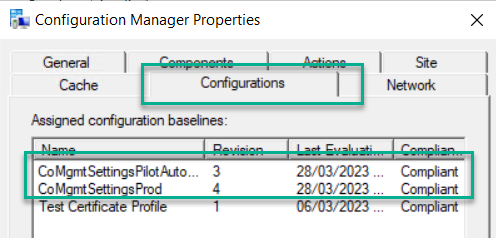 Configuration Manager Properties
General Components Actions Site
Cache Configurations Network
Assigned configuration baselines:
Name Revision Last Evaluati... Complian...
CoMgmtSettingsPilotAuto... 3 28/03/2023 ... Compliant
CoMgmtSettingsProd 4 28/03/2023 ... Compliant
Test Certificate Profile 1 06/03/2023 ... Compliant